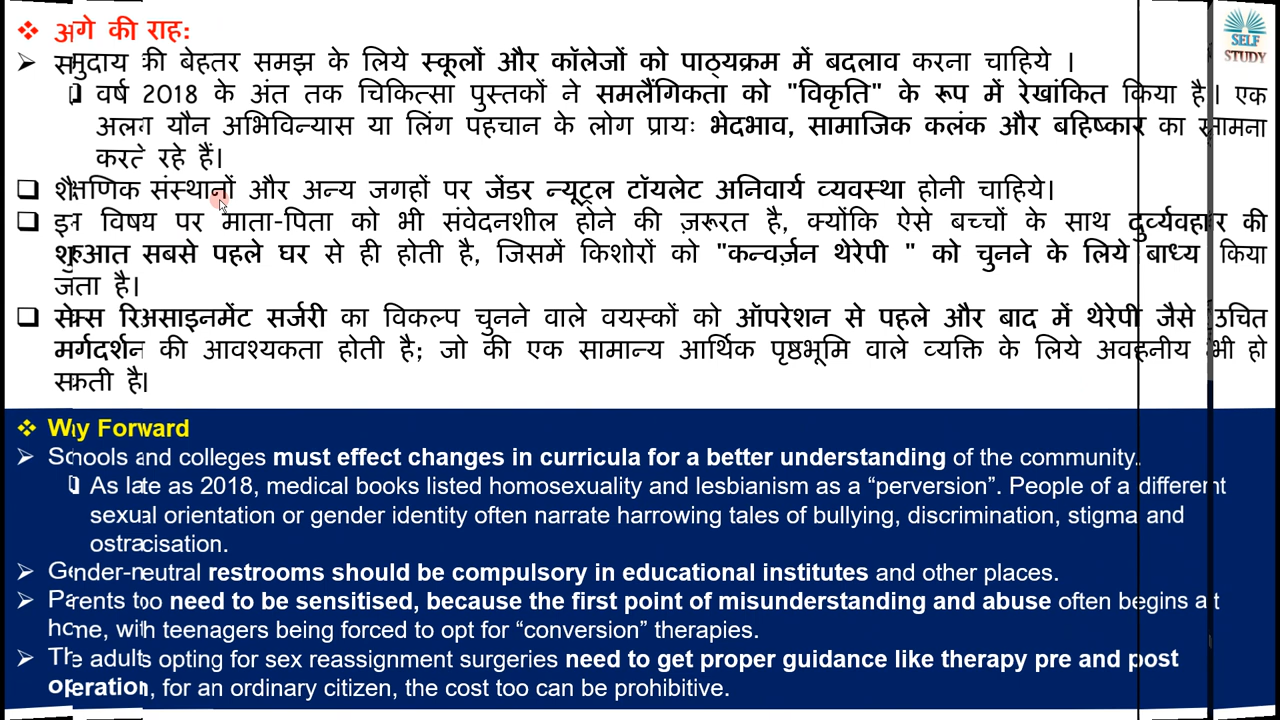 ❖ आगे की राह:
➤ समुदाय की बेहतर समझ के लिये स्कूलों और कॉलेजों को पाठ्यक्रम में बदलाव करना चाहिये ।
❑ वर्ष 2018 के अंत तक चिकित्सा पुस्तकों ने समलैंगिकता को "विकृति" के रूप में रेखांकित किया है। एक
अलग यौन अभिविन्यास या लिंग पहचान के लोग प्रायः भेदभाव, सामाजिक कलंक और बहिष्कार का सामना
करते रहे हैं।
❑ शैक्षणिक संस्थानों और अन्य जगहों पर जेंडर न्यूट्रल टॉयलेट अनिवार्य व्यवस्था होनी चाहिये।
❑ इस विषय पर माता-पिता को भी संवेदनशील होने की ज़रूरत है, क्योंकि ऐसे बच्चों के साथ दुर्व्यवहार की
शुरुआत सबसे पहले घर से ही होती है, जिसमें किशोरों को "कन्वर्ज़न थेरेपी " को चुनने के लिये बाध्य किया
जाता है।
❑ सेक्स रिअसाइनमेंट सर्जरी का विकल्प चुनने वाले वयस्कों को ऑपरेशन से पहले और बाद में थेरेपी जैसे उचित
मार्गदर्शन की आवश्यकता होती है; जो की एक सामान्य आर्थिक पृष्ठभूमि वाले व्यक्ति के लिये अवहनीय भी हो
सकती है।
SELF
STUDY
❖ Way Forward
➤ Schools and colleges must effect changes in curricula for a better understanding of the community.
❑ As late as 2018, medical books listed homosexuality and lesbianism as a “perversion”. People of a different
sexual orientation or gender identity often narrate harrowing tales of bullying, discrimination, stigma and
ostracisation.
➤ Gender-neutral restrooms should be compulsory in educational institutes and other places.
➤ Parents too need to be sensitised, because the first point of misunderstanding and abuse often begins at
home, with teenagers being forced to opt for “conversion” therapies.
➤ The adults opting for sex reassignment surgeries need to get proper guidance like therapy pre and post
operation, for an ordinary citizen, the cost too can be prohibitive.